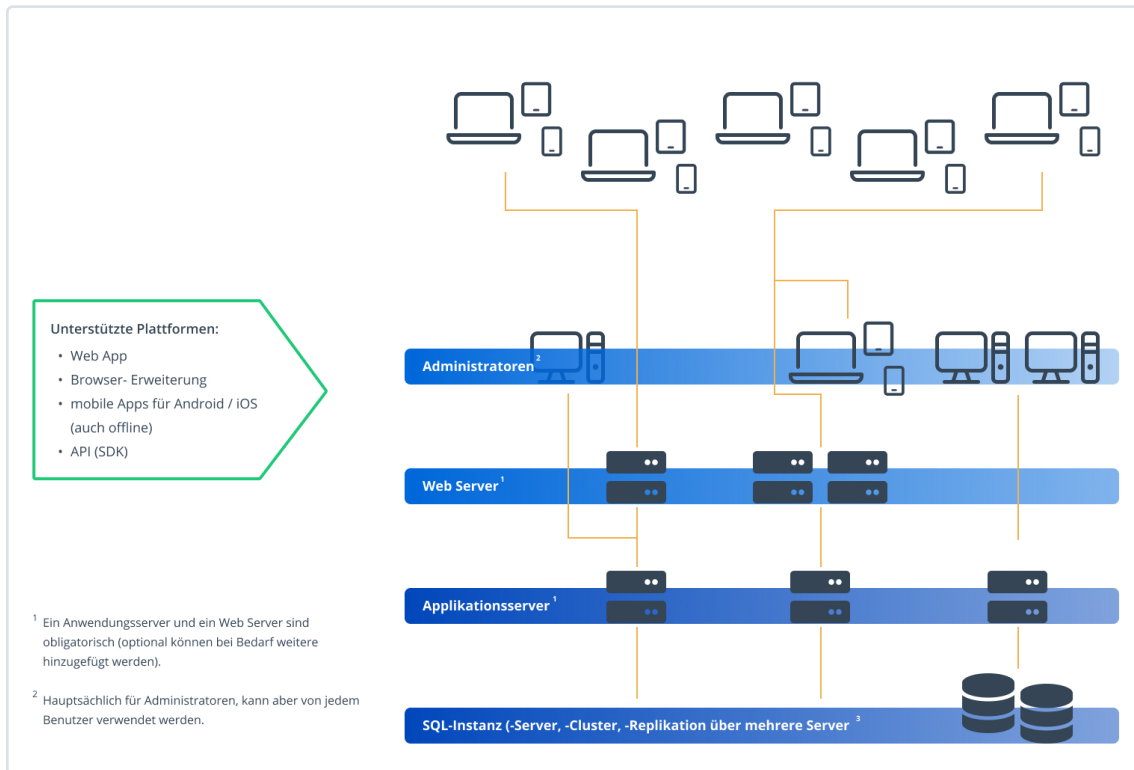 Unterstützte Plattformen:
• Web App
• Browser- Erweiterung
• mobile Apps für Android / iOS
(auch offline)
• API (SDK)
Administratoren 2
Web Server 1
Applikationsserver 1
SQL-Instanz (-Server, -Cluster, -Replikation über mehrere Server 3
1 Ein Anwendungsserver und ein Web Server sind
obligatorisch (optional können bei Bedarf weitere
hinzugefügt werden).
2 Hauptsächlich für Administratoren, kann aber von jedem
Benutzer verwendet werden.